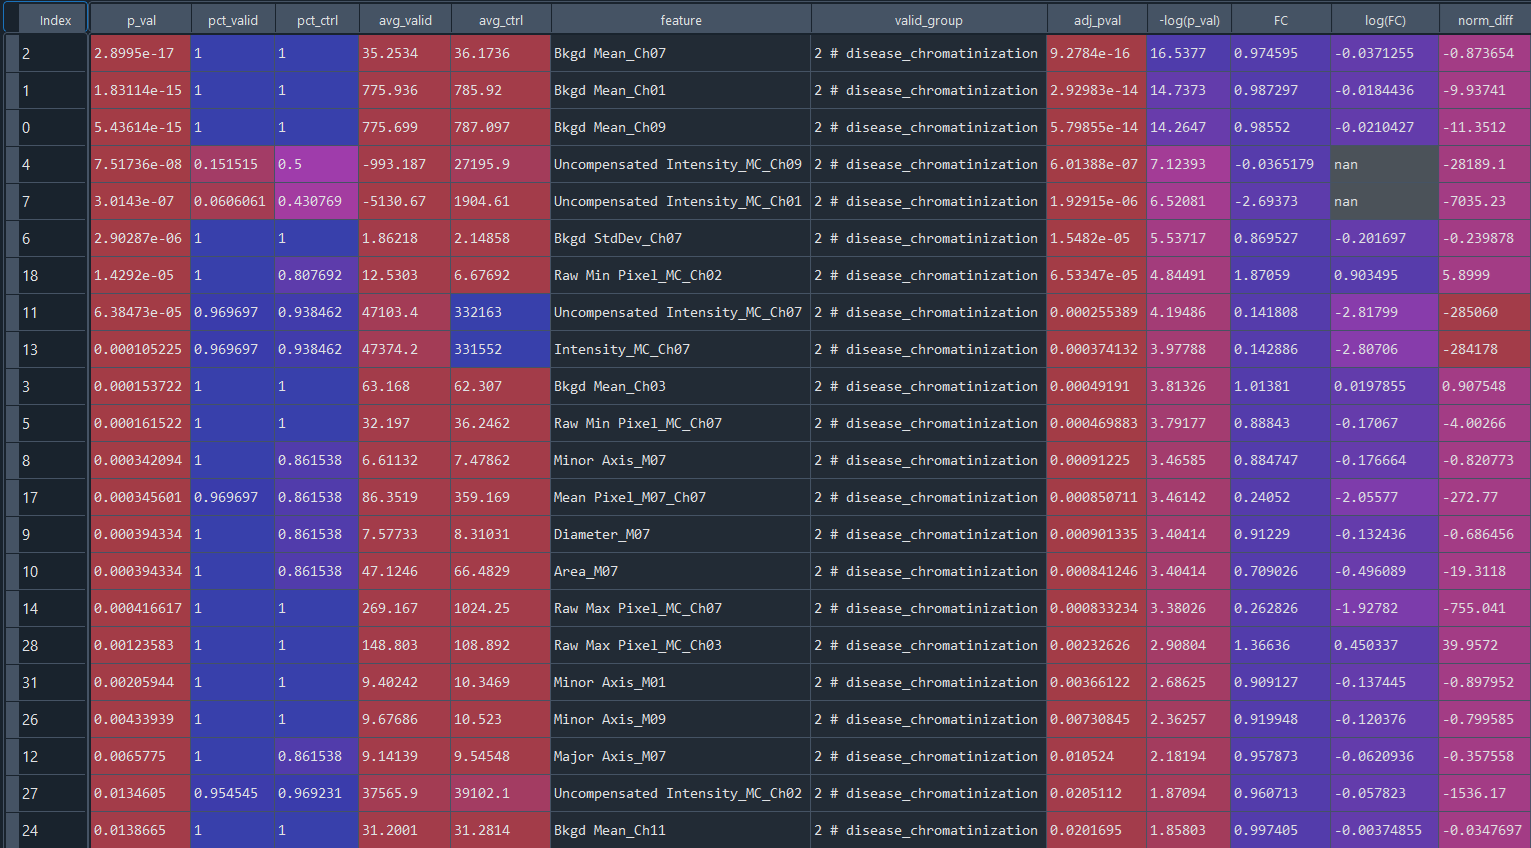 Index p_val pct_valid pct_ctrl avg_valid avg_ctrl feature valid_group adj_pval -log(p_val) FC log(FC) norm_diff
2 2.8995e-17 1 1 35.2534 36.1736 Bkgd Mean_Ch07 2 # disease_chromatinization 9.2784e-16 16.5377 0.974595 -0.0371255 -0.873654
1 1.83114e-15 1 1 775.936 785.92 Bkgd Mean_Ch01 2 # disease_chromatinization 2.92983e-14 14.7373 0.987297 -0.0184436 -9.93741
0 5.43614e-15 1 1 775.699 787.097 Bkgd Mean_Ch09 2 # disease_chromatinization 5.79855e-14 14.2647 0.98552 -0.0210427 -11.3512
4 7.51736e-08 0.151515 0.5 -993.187 27195.9 Uncompensated Intensity_MC_Ch09 2 # disease_chromatinization 6.01388e-07 7.12393 -0.0365179 nan -28189.1
7 3.0143e-07 0.0606061 0.430769 -5130.67 1904.61 Uncompensated Intensity_MC_Ch01 2 # disease_chromatinization 1.92915e-06 6.52081 -2.69373 nan -7035.23
6 2.90287e-06 1 1 1.86218 2.14858 Bkgd StdDev_Ch07 2 # disease_chromatinization 1.5482e-05 5.53717 0.869527 -0.201697 -0.239878
18 1.4292e-05 1 0.807692 12.5303 6.67692 Raw Min Pixel_MC_Ch02 2 # disease_chromatinization 6.53347e-05 4.84491 1.87059 0.903495 5.8999
11 6.38473e-05 0.969697 0.938462 47103.4 332163 Uncompensated Intensity_MC_Ch07 2 # disease_chromatinization 0.000255389 4.19486 0.141808 -2.81799 -285060
13 0.000105225 0.969697 0.938462 47374.2 331552 Intensity_MC_Ch07 2 # disease_chromatinization 0.000374132 3.97788 0.142886 -2.80706 -284178
3 0.000153722 1 1 63.168 62.307 Bkgd Mean_Ch03 2 # disease_chromatinization 0.00049191 3.81326 1.01381 0.0197855 0.907548
5 0.000161522 1 1 32.197 36.2462 Raw Min Pixel_MC_Ch07 2 # disease_chromatinization 0.000469883 3.79177 0.88843 -0.17067 -4.00266
8 0.000342094 1 0.861538 6.61132 7.47862 Minor Axis_M07 2 # disease_chromatinization 0.00091225 3.46585 0.884747 -0.176664 -0.820773
17 0.000345601 0.969697 0.861538 86.3519 359.169 Mean Pixel_M07_Ch07 2 # disease_chromatinization 0.000850711 3.46142 0.24052 -2.05577 -272.77
9 0.000394334 1 0.861538 7.57733 8.31031 Diameter_M07 2 # disease_chromatinization 0.000901335 3.40414 0.91229 -0.132436 -0.686456
10 0.000394334 1 0.861538 47.1246 66.4829 Area_M07 2 # disease_chromatinization 0.000841246 3.40414 0.709026 -0.496089 -19.3118
14 0.000416617 1 1 269.167 1024.25 Raw Max Pixel_MC_Ch07 2 # disease_chromatinization 0.000833234 3.38026 0.262826 -1.92782 -755.041
28 0.00123583 1 1 148.803 108.892 Raw Max Pixel_MC_Ch03 2 # disease_chromatinization 0.00232626 2.90804 1.36636 0.450337 39.9572
31 0.00205944 1 1 9.40242 10.3469 Minor Axis_M01 2 # disease_chromatinization 0.00366122 2.68625 0.909127 -0.137445 -0.897952
26 0.00433939 1 1 9.67686 10.523 Minor Axis_M09 2 # disease_chromatinization 0.00730845 2.36257 0.919948 -0.120376 -0.799585
12 0.0065775 1 0.861538 9.14139 9.54548 Major Axis_M07 2 # disease_chromatinization 0.010524 2.18194 0.957873 -0.0620936 -0.357558
27 0.0134605 0.954545 0.969231 37565.9 39102.1 Uncompensated Intensity_MC_Ch02 2 # disease_chromatinization 0.0205112 1.87094 0.960713 -0.057823 -1536.17
24 0.0138665 1 1 31.2001 31.2814 Bkgd Mean_Ch11 2 # disease_chromatinization 0.0201695 1.85803 0.997405 -0.00374855 -0.0347697